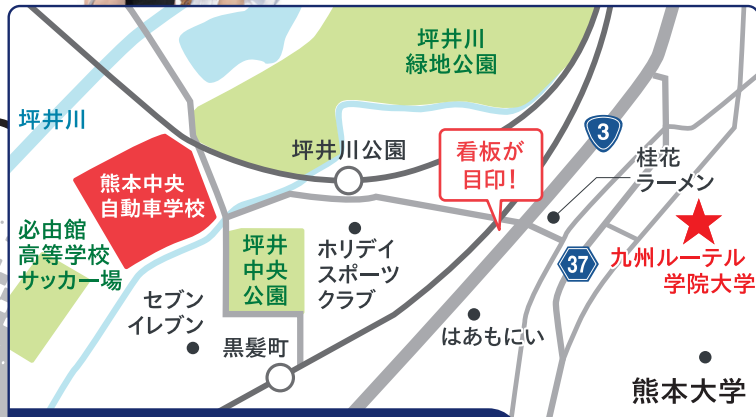 坪井川
緑地公園
坪井川
3
坪井川公園
看板が
目印!
桂花
ラーメン
熊本中央
自動車学校
必由館
高等学校
サッカー場
坪井
中央
公園
ホリデイ
スポーツ
クラブ
37
九州ルーテル
学院大学
セブン
イレブン
はあもにい
黒髪町
熊本大学